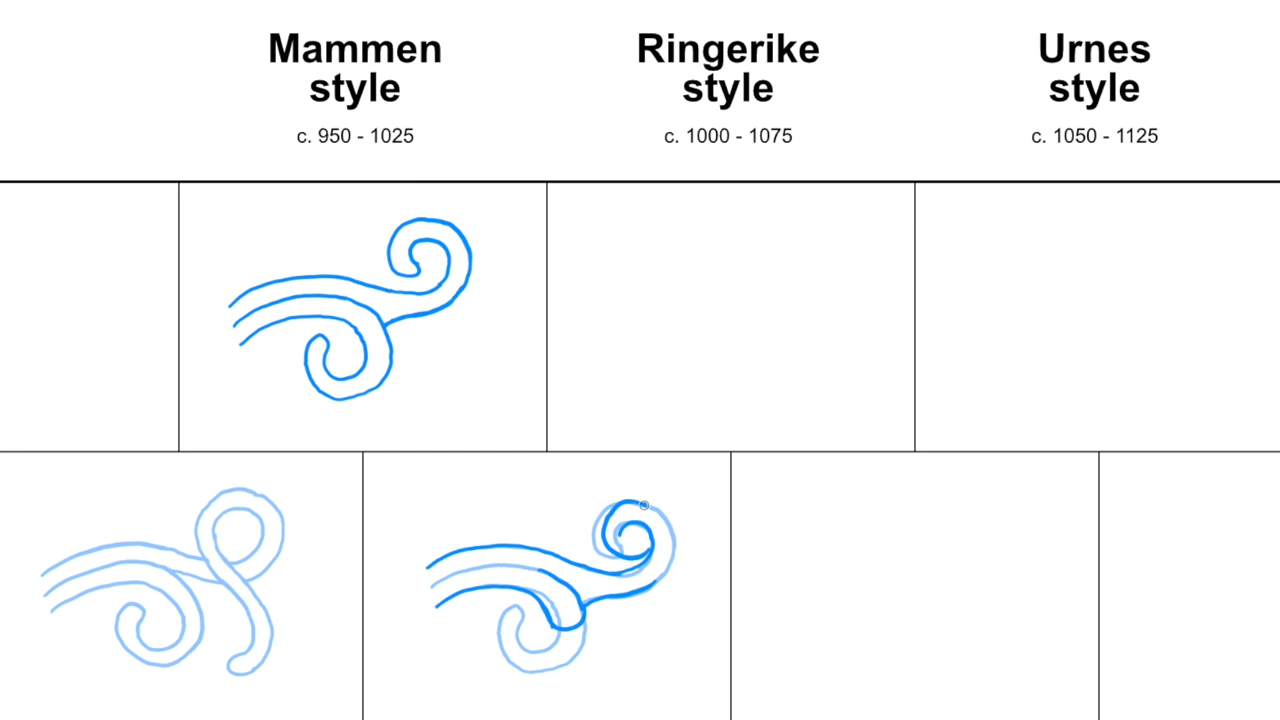 Mammen
style
c. 950 - 1025
Ringerike
style
c. 1000 - 1075
Urnes
style
c. 1050 - 1125